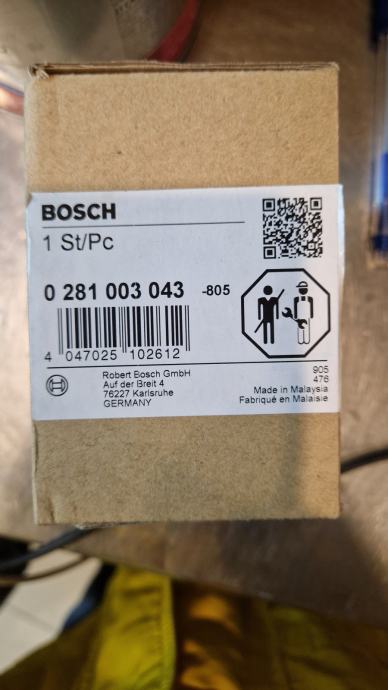 BOSCH
1 St/Pc
0 281 003 043 -805
4 047025 102612
Robert Bosch GmbH
Auf der Breit 4
76227 Karlsruhe
GERMANY
905
476
Made in Malaysia
Fabriqué en Malaisie